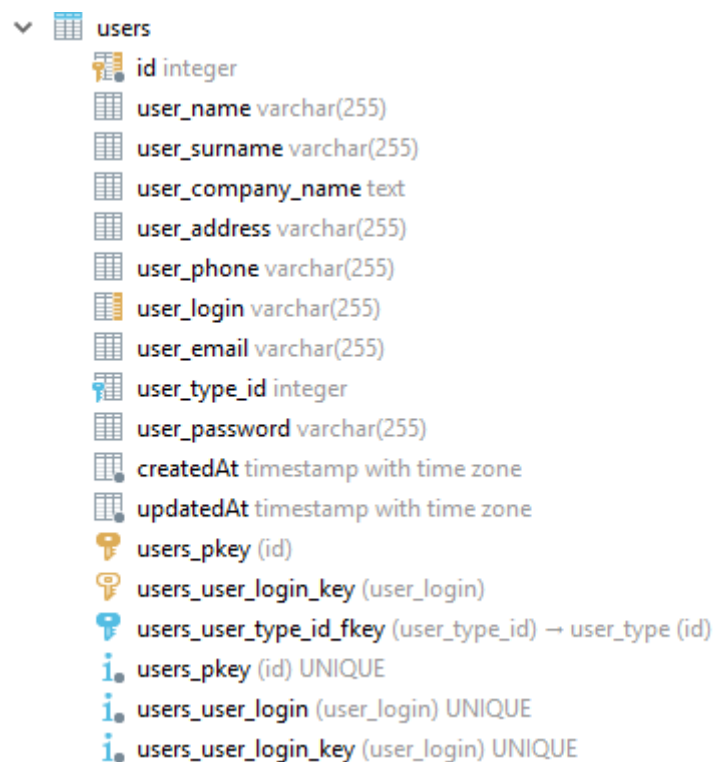 users
id integer
user_name varchar(255)
user_surname varchar(255)
user_company_name text
user_address varchar(255)
user_phone varchar(255)
user_login varchar(255)
user_email varchar(255)
user_type_id integer
user_password varchar(255)
createdAt timestamp with time zone
updatedAt timestamp with time zone
users_pkey (id)
users_user_login_key (user_login)
users_user_type_id_fkey (user_type_id) → user_type (id)
users_pkey (id) UNIQUE
users_user_login (user_login) UNIQUE
users_user_login_key (user_login) UNIQUE